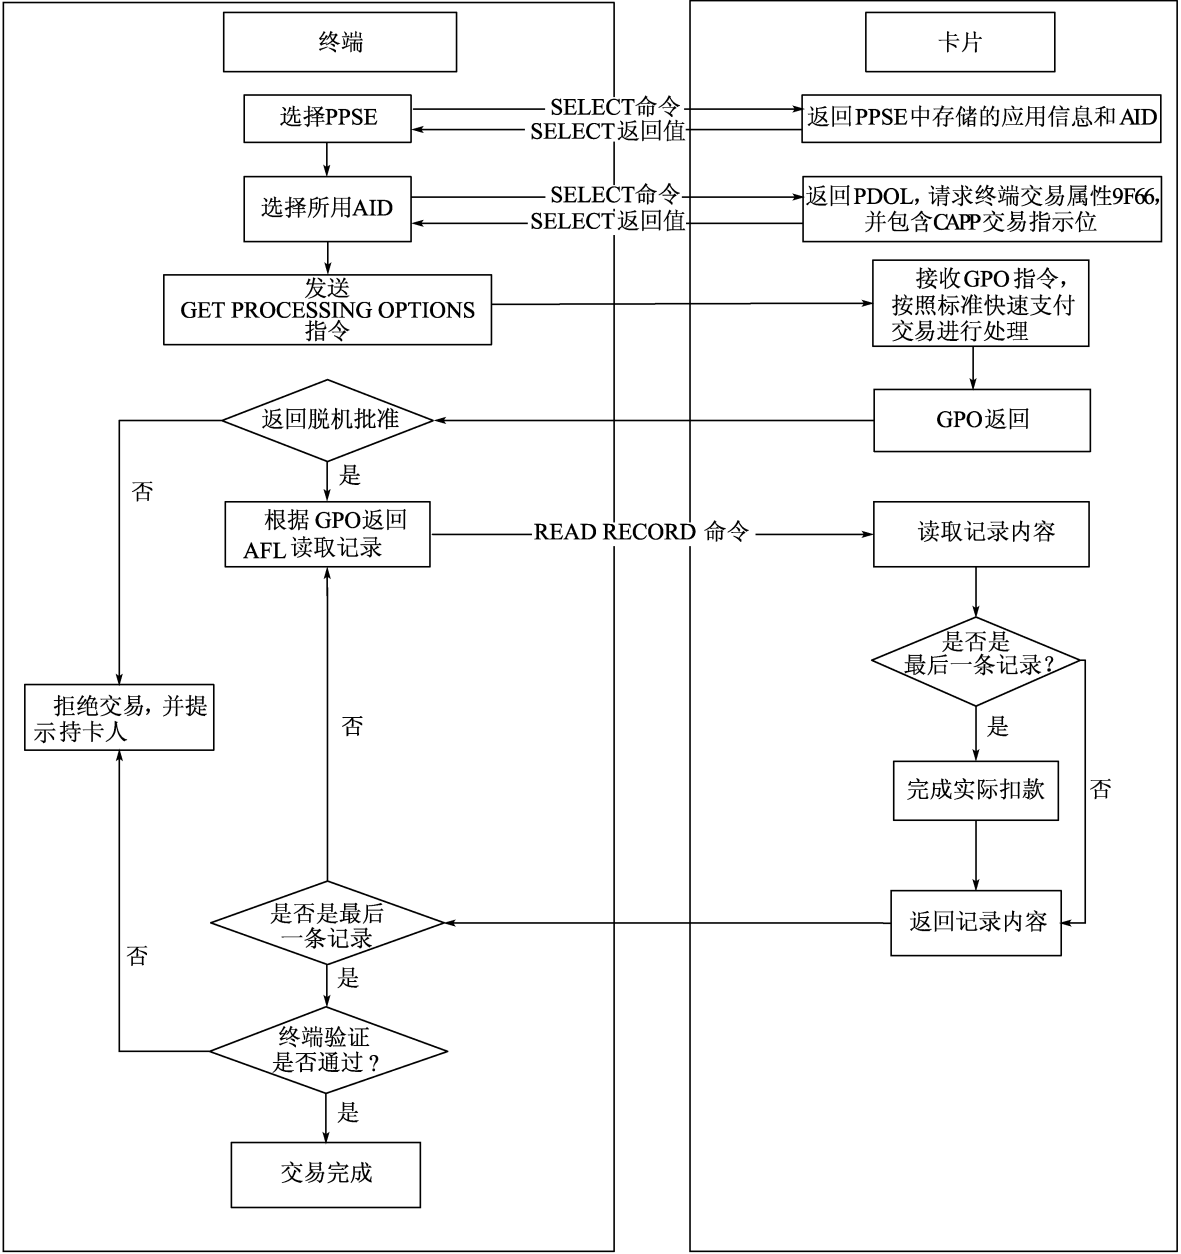 终端
卡片
选择PPSE
SELECT命令
SELECT返回值
返回PPSE中存储的应用信息和AID
选择所用AID
SELECT命令
SELECT返回值
返回PDOL，请求终端交易属性9F66，
并包含CAPP交易指示位
发送
GET PROCESSING OPTIONS
指令
接收GPO指令，
按照标准快速支付
交易进行处理
返回脱机批准
GPO返回
是
否
根据 GPO返回
AFL 读取记录
READ RECORD 命令
读取记录内容
是否是
最后一条记录？
拒绝交易，并提
示持卡人
否
是
完成实际扣款
否
是否是最后
一条记录
返回记录内容
否
是
终端验证
是否通过？
是
交易完成